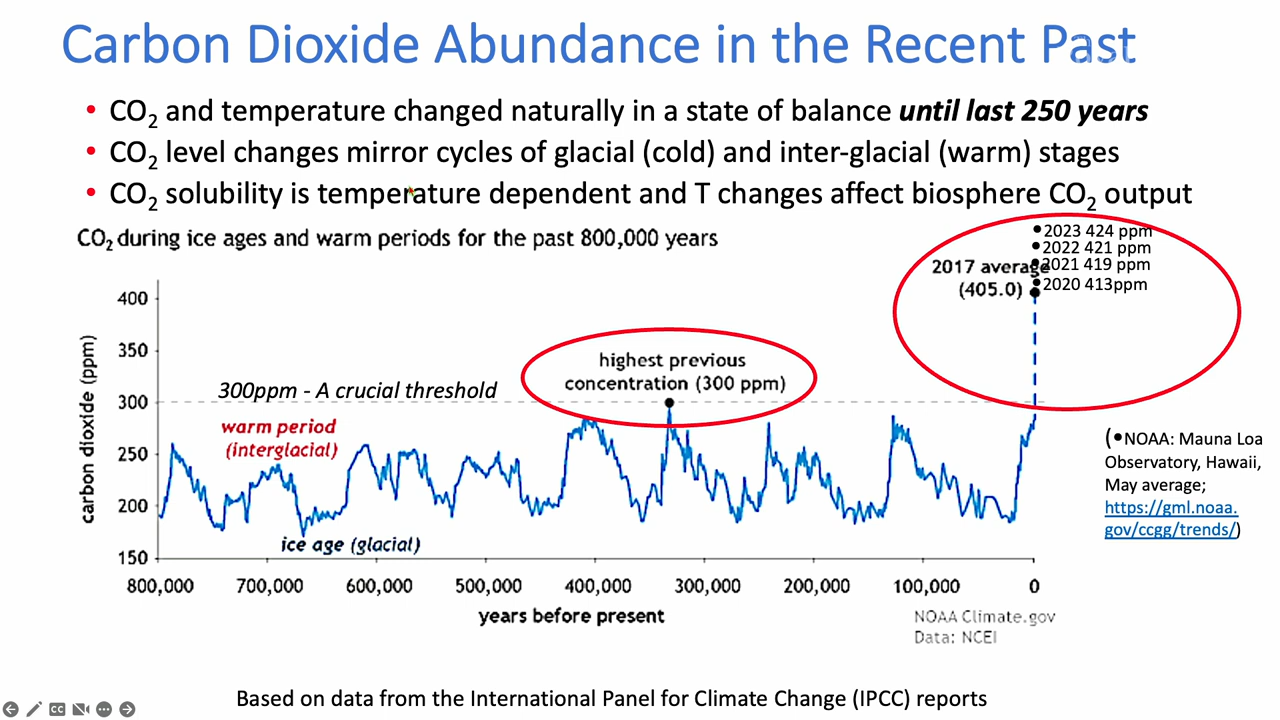 Carbon Dioxide Abundance in the Recent Past
• CO₂ and temperature changed naturally in a state of balance until last 250 years
• CO₂ level changes mirror cycles of glacial (cold) and inter-glacial (warm) stages
• CO₂ solubility is temperature dependent and T changes affect biosphere CO₂ output
CO₂ during ice ages and warm periods for the past 800,000 years
•2023 424 ppm
•2022 421 ppm
•2021 419 ppm
•2020 413ppm
2017 average
(405.0)
carbon dioxide (ppm)
400
350
300
250
200
150
highest previous
concentration (300 ppm)
300ppm - A crucial threshold
warm period
(interglacial)
ice age (glacial)
800,000 700,000 600,000 500,000 400,000 300,000 200,000 100,000 0
years before present
NOAA Climate.gov
Data: NCEI
(•NOAA: Mauna Loa
Observatory, Hawaii,
May average;
https://gml.noaa.
gov/ccgg/trends/)
Based on data from the International Panel for Climate Change (IPCC) reports
CC